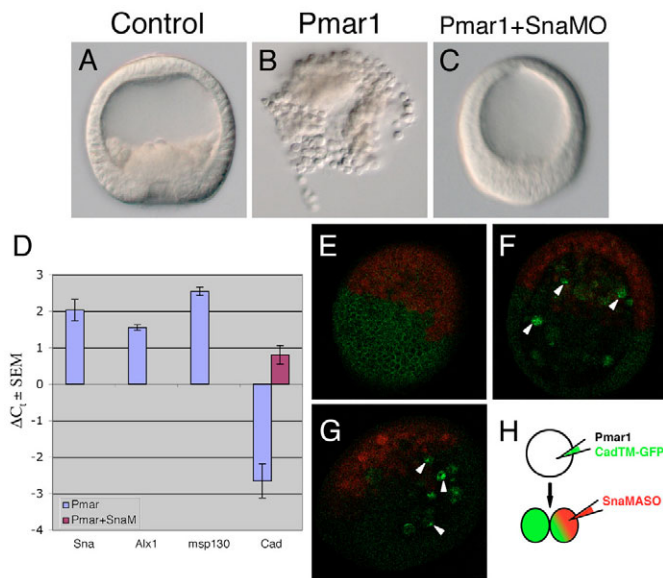 Control
Pmar1
Pmar1+SnaMO
A
B
C
D
3
2
1
0
-1
-2
-3
-4
ΔCt ± SEM
Pmar
Pmar+SnaM
Sna
Alx1
msp130
Cad
E
F
G
H
Pmar1
CadTM-GFP
SnaMASO